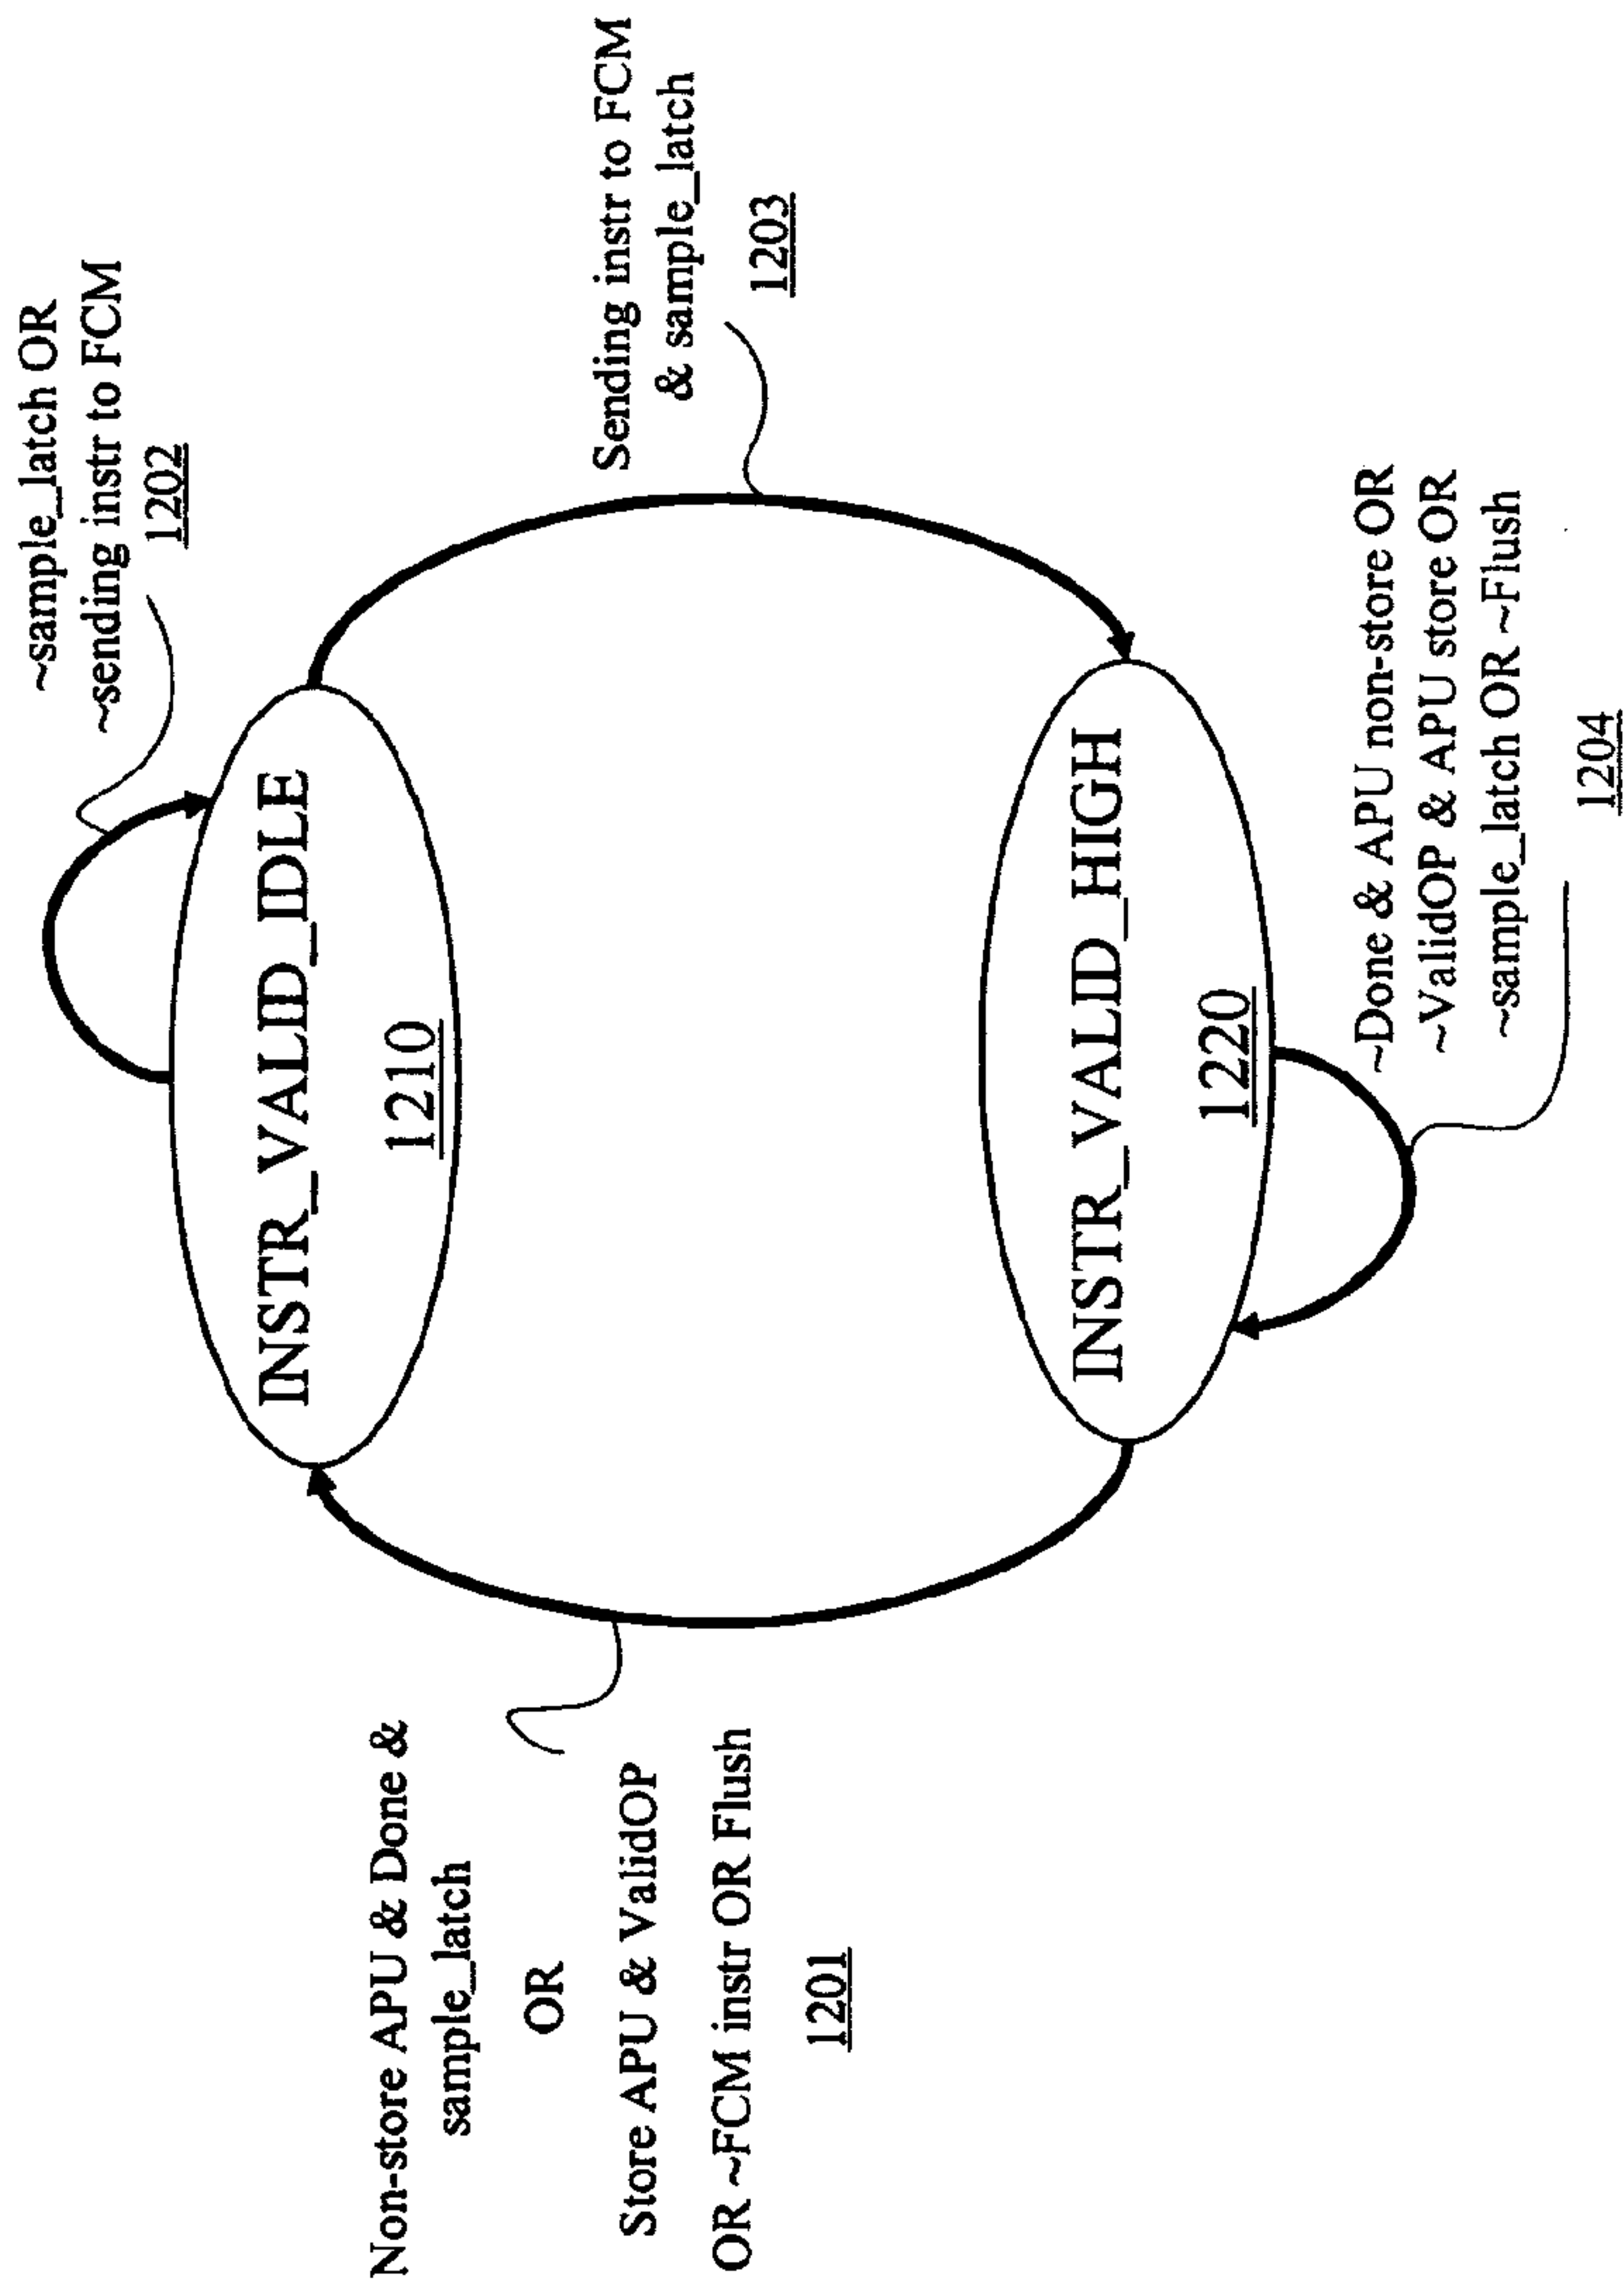 ~sample_latch OR
~sending instr to FCM
1202
INSTR_VALID_IDLE
1210
Non-store APU & Done &
sample_latch
OR
Store APU & ValidOP
OR ~FCM instr OR Flush
1201
Sending instr to FCM
& sample_latch
1203
INSTR_VALID_HIGH
1220
~Done & APU non-store OR
~ValidOP & APU store OR
~sample_latch OR ~Flush
1204